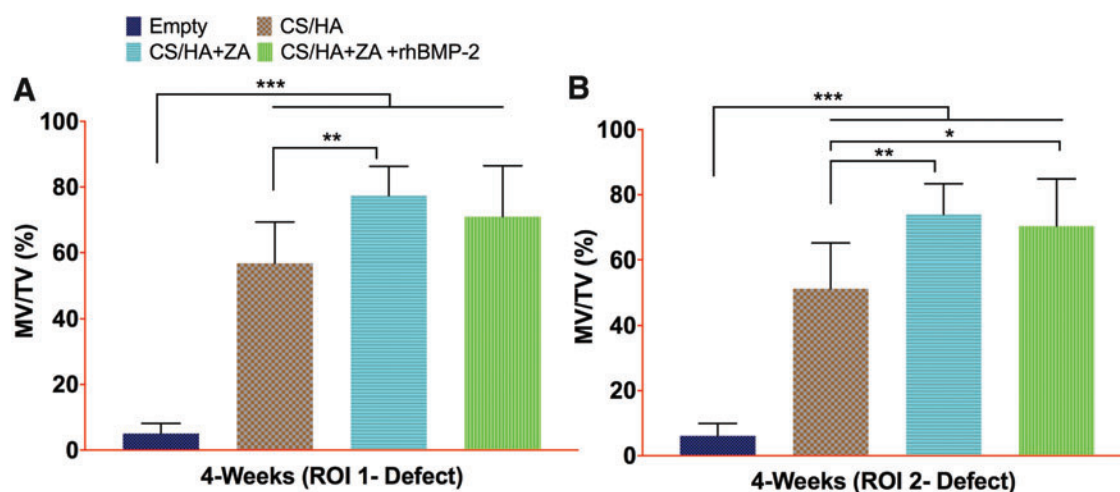 Empty CS/HA
CS/HA+ZA CS/HA+ZA +rhBMP-2
A
***
**
MV/TV (%)
100
80
60
40
20
0
4-Weeks (ROI 1- Defect)
B
***
*
**
MV/TV (%)
100
80
60
40
20
0
4-Weeks (ROI 2- Defect)